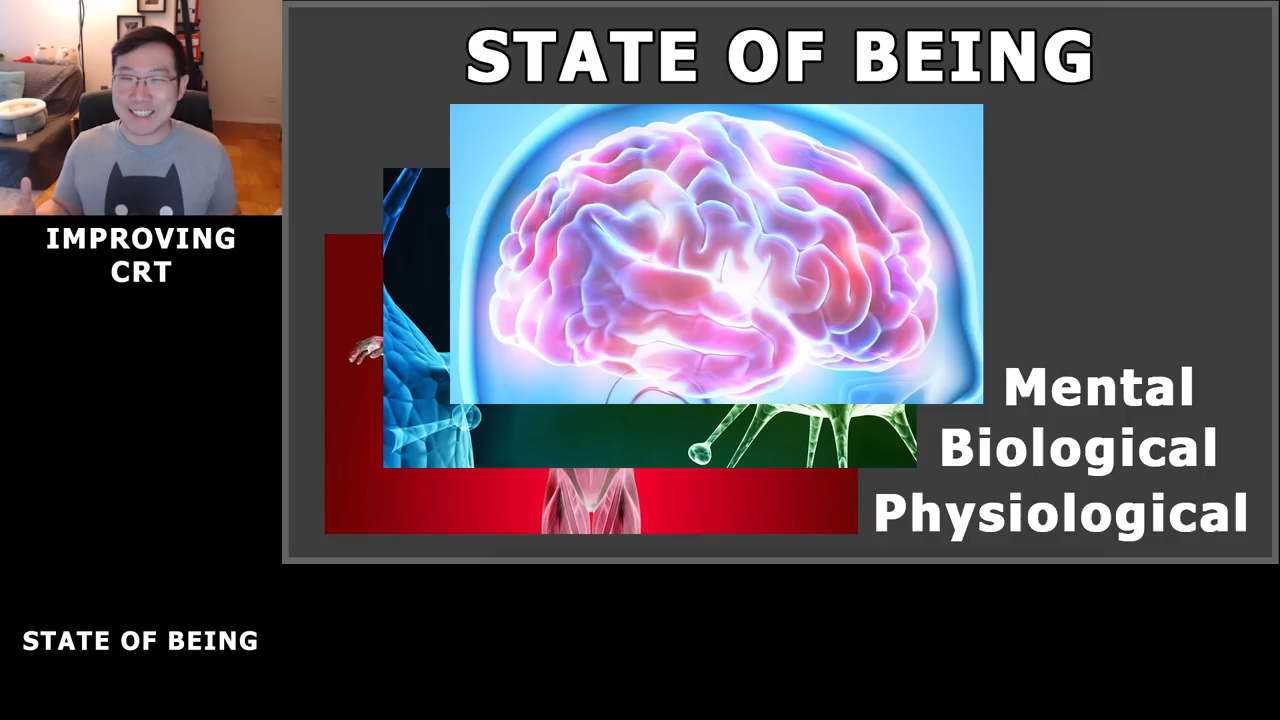 STATE OF BEING
IMPROVING
CRT
Mental
Biological
Physiological
STATE OF BEING